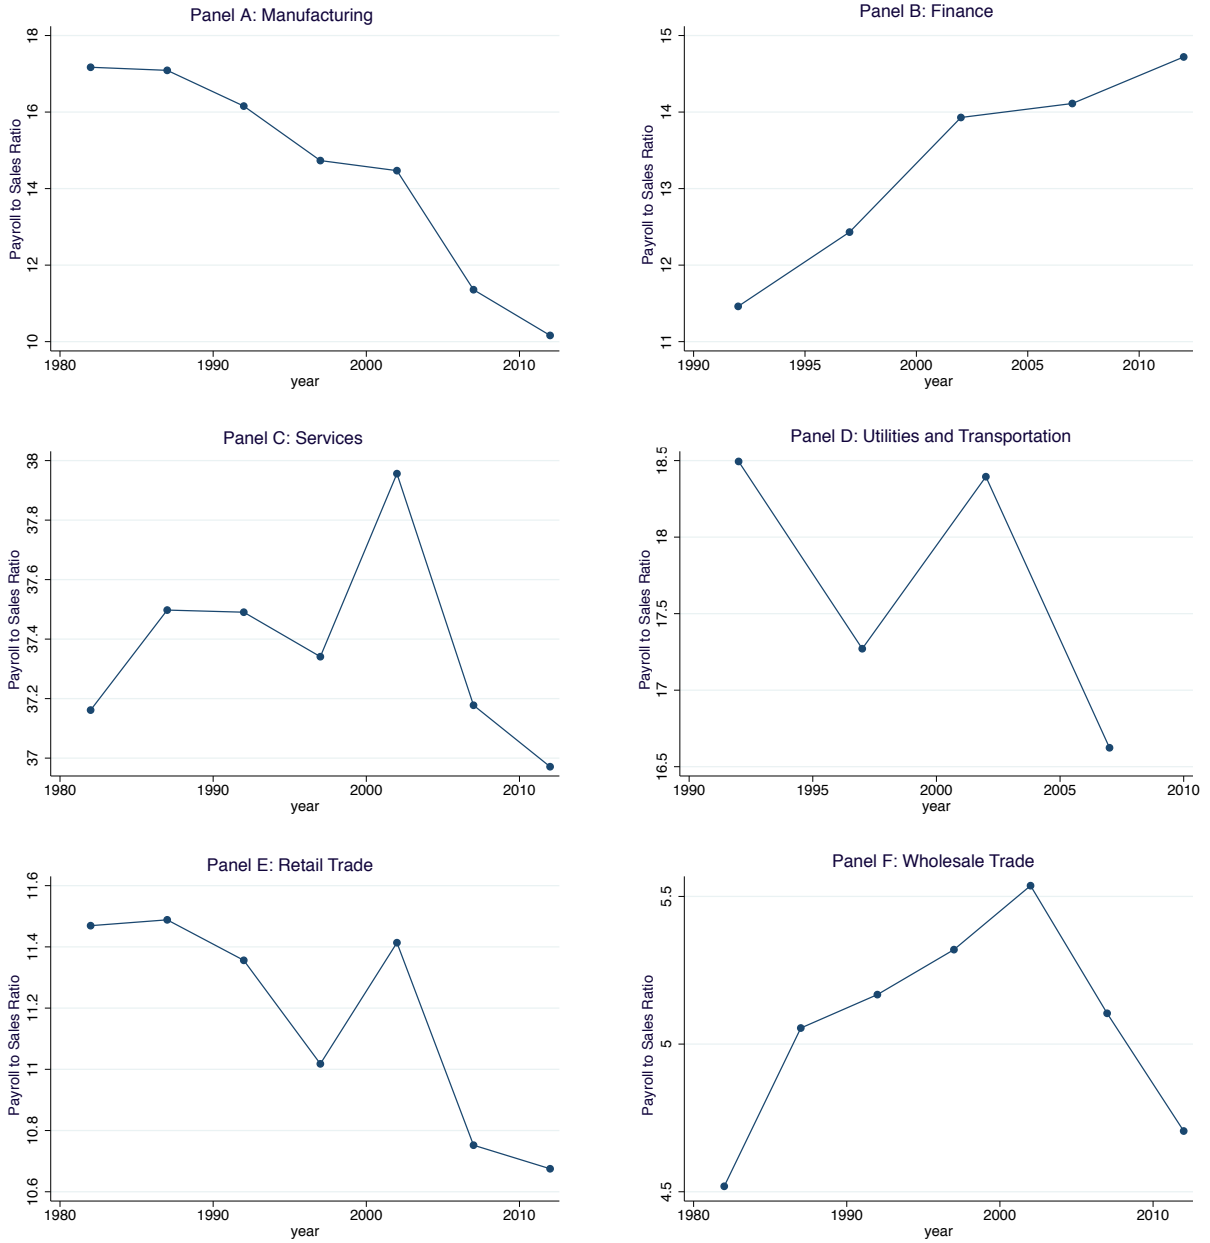 Panel A: Manufacturing
Payroll to Sales Ratio
18
16
14
12
10
1980 1990 2000 2010
year
Panel B: Finance
Payroll to Sales Ratio
15
14
13
12
11
1990 1995 2000 2005 2010
year
Panel C: Services
Payroll to Sales Ratio
38
37.8
37.6
37.4
37.2
37
1980 1990 2000 2010
year
Panel D: Utilities and Transportation
Payroll to Sales Ratio
18.5
18
17.5
17
16.5
1990 1995 2000 2005 2010
year
Panel E: Retail Trade
Payroll to Sales Ratio
11.6
11.4
11.2
11
10.8
10.6
1980 1990 2000 2010
year
Panel F: Wholesale Trade
Payroll to Sales Ratio
5.5
5
4.5
1980 1990 2000 2010
year